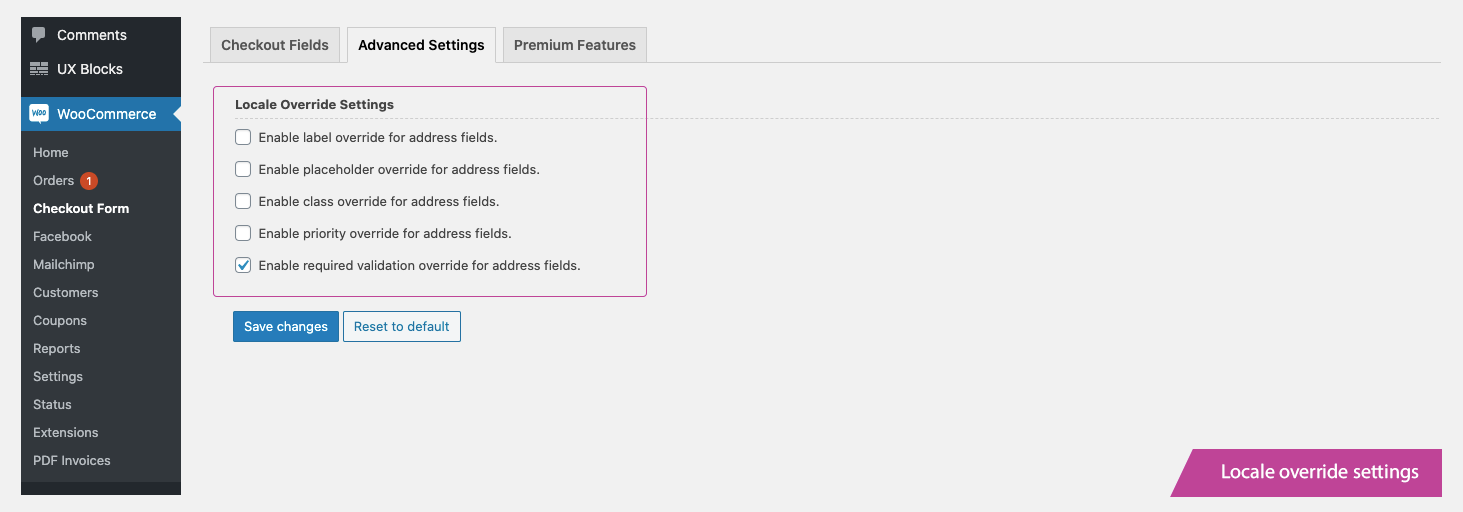 Comments
UX Blocks
WOO WooCommerce
Home
Orders 1
Checkout Form
Facebook
Mailchimp
Customers
Coupons
Reports
Settings
Status
Extensions
PDF Invoices
Checkout Fields Advanced Settings Premium Features
Locale Override Settings
Enable label override for address fields.
Enable placeholder override for address fields.
Enable class override for address fields.
Enable priority override for address fields.
Enable required validation override for address fields.
Save changes Reset to default
Locale override settings